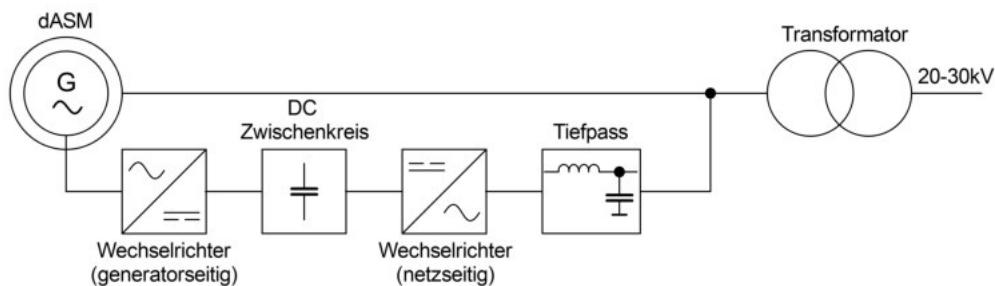 dASM
G
Transformator
20-30kV
DC
Zwischenkreis
Tiefpass
Wechselrichter
(generatorseitig)
Wechselrichter
(netzseitig)